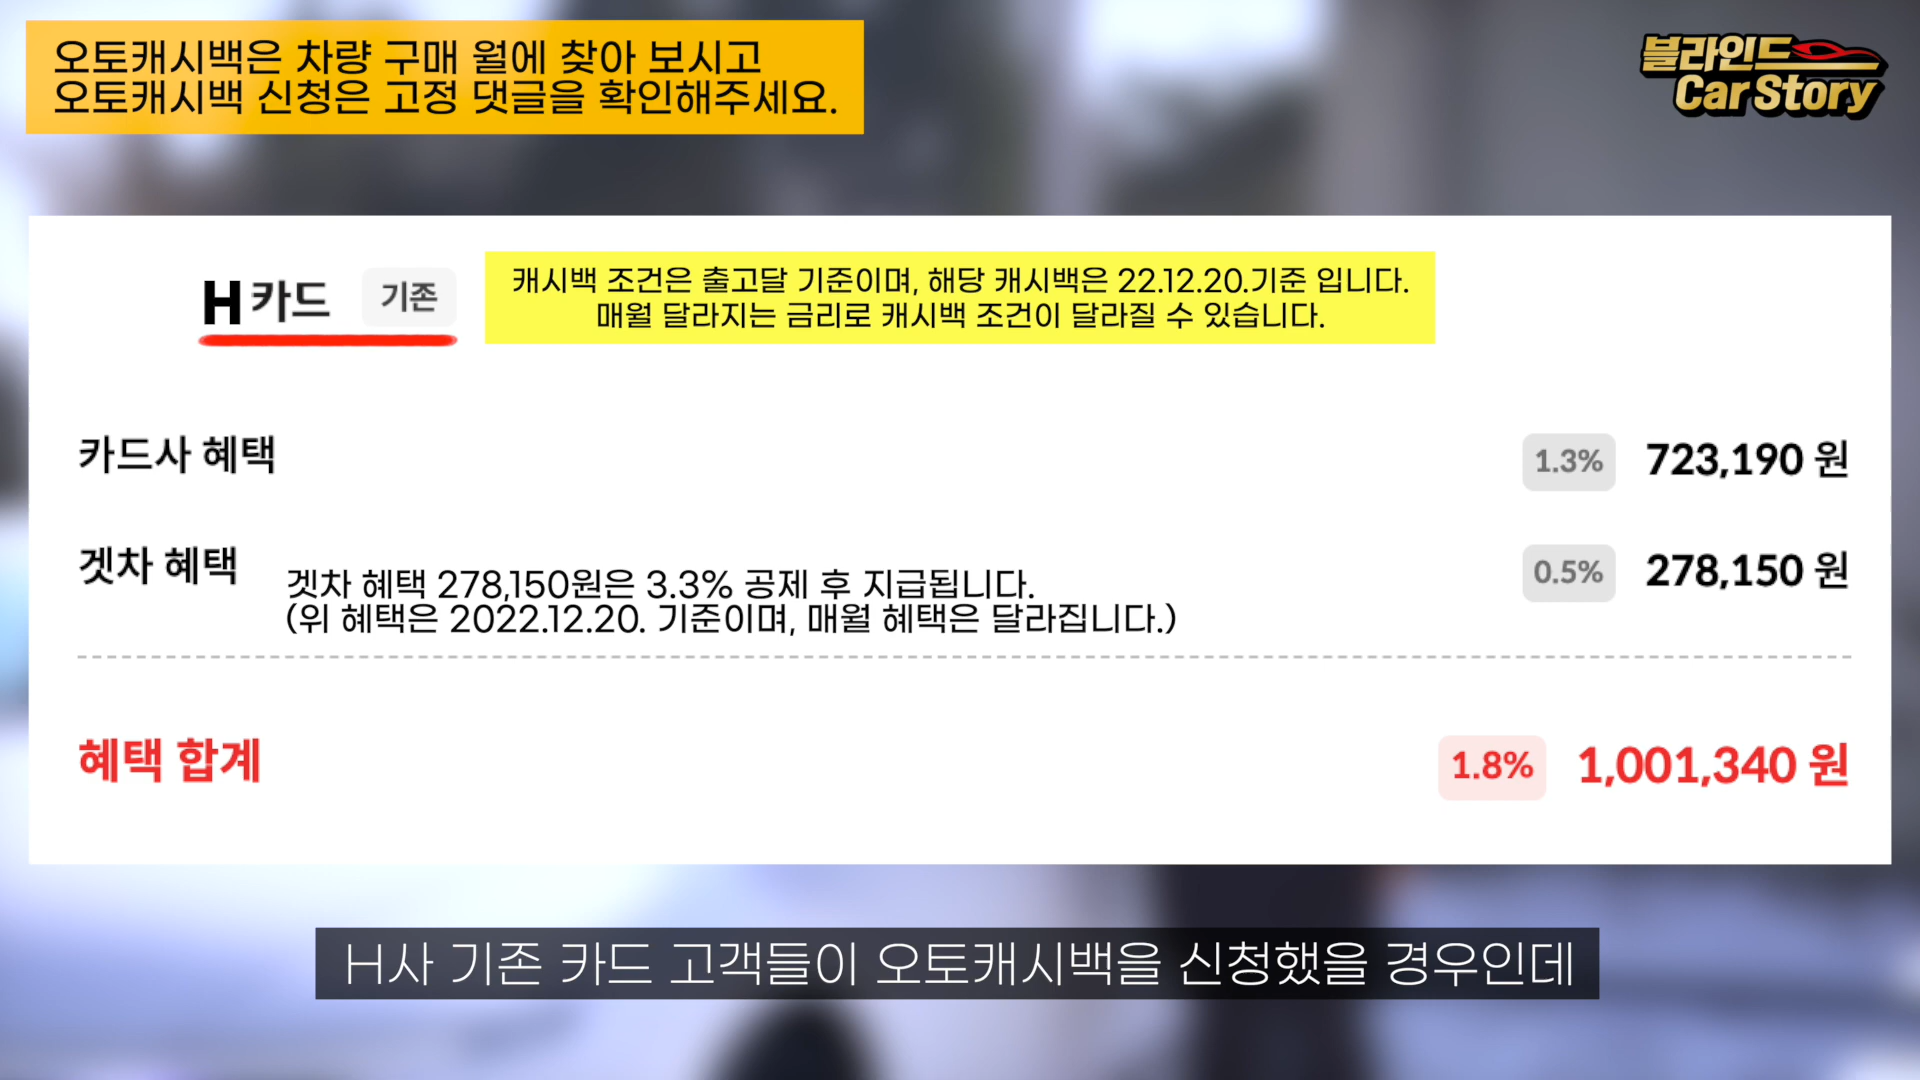 오토캐시백은 차량 구매 월에 찾아 보시고
오토캐시백 신청은 고정 댓글을 확인해주세요.
블라인드
Car Story
H카드 기존
캐시백 조건은 출고달 기준이며, 해당 캐시백은 22.12.20.기준 입니다.
매월 달라지는 금리로 캐시백 조건이 달라질 수 있습니다.
카드사 혜택 1.3% 723,190 원
겟차 혜택 0.5% 278,150 원
겟차 혜택 278,150원은 3.3% 공제 후 지급됩니다.
(위 혜택은 2022.12.20. 기준이며, 매월 혜택은 달라집니다.)
혜택 합계 1.8% 1,001,340 원
H사 기존 카드 고객들이 오토캐시백을 신청했을 경우인데